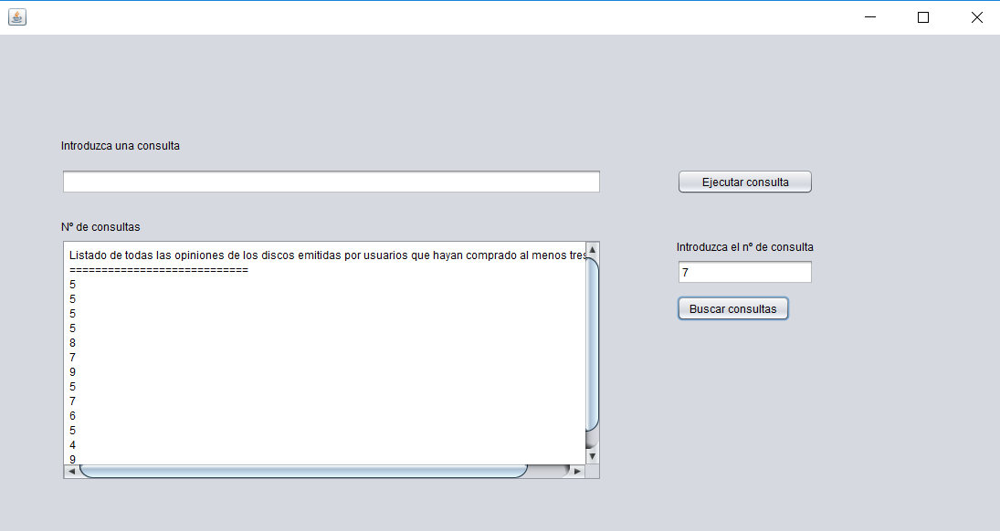 Introduzca una consulta
Ejecutar consulta
Nº de consultas
Introduzca el nº de consulta
7
Buscar consultas
Listado de todas las opiniones de los discos emitidas por usuarios que hayan comprado al menos tres
============================
5
5
5
5
8
7
9
5
7
6
5
4
9